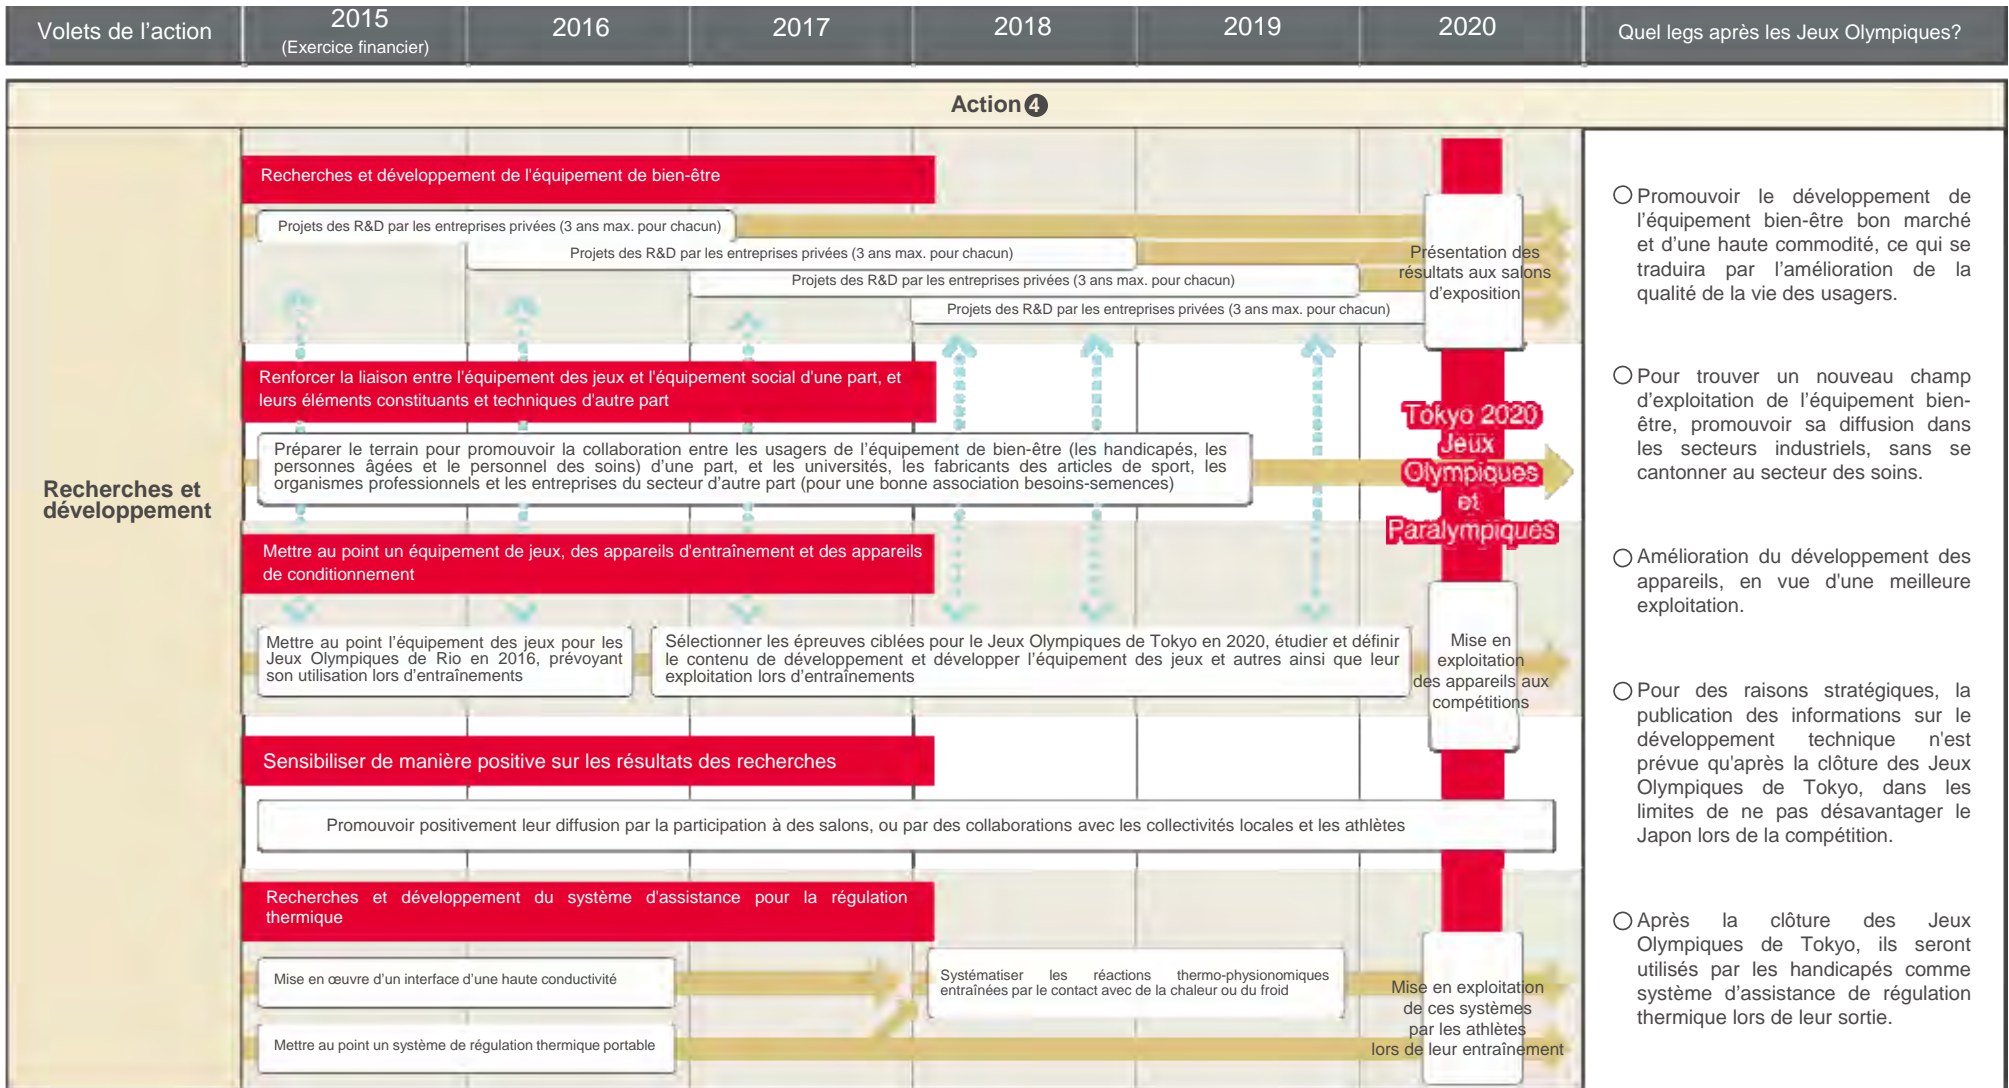 Volets de l’action
2015
(Exercice financier)
2016
2017
2018
2019
2020
Quel legs après les Jeux Olympiques?
Action ❹
Recherches et
développement
Recherches et développement de l'équipement de bien-être
Projets des R&D par les entreprises privées (3 ans max. pour chacun)
Projets des R&D par les entreprises privées (3 ans max. pour chacun)
Projets des R&D par les entreprises privées (3 ans max. pour chacun)
Projets des R&D par les entreprises privées (3 ans max. pour chacun)
Présentation des
résultats aux salons
d’exposition
Renforcer la liaison entre l'équipement des jeux et l'équipement social d'une part, et
leurs éléments constituants et techniques d'autre part
Préparer le terrain pour promouvoir la collaboration entre les usagers de l’équipement de bien-être (les handicapés, les
personnes âgées et le personnel des soins) d’une part, et les universités, les fabricants des articles de sport, les
organismes professionnels et les entreprises du secteur d’autre part (pour une bonne association besoins-semences)
Tokyo 2020
Jeux
Olympiques
et
Paralympiques
Mettre au point un équipement de jeux, des appareils d'entraînement et des appareils
de conditionnement
Mettre au point l’équipement des jeux pour les
Jeux Olympiques de Rio en 2016, prévoyant
son utilisation lors d’entraînements
Sélectionner les épreuves ciblées pour le Jeux Olympiques de Tokyo en 2020, étudier et définir
le contenu de développement et développer l’équipement des jeux et autres ainsi que leur
exploitation lors d’entraînements
Mise en
exploitation
des appareils aux
compétitions
Sensibiliser de manière positive sur les résultats des recherches
Promouvoir positivement leur diffusion par la participation à des salons, ou par des collaborations avec les collectivités locales et les athlètes
Recherches et développement du système d'assistance pour la régulation
thermique
Mise en œuvre d’un interface d’une haute conductivité
Systématiser les réactions thermo-physionomiques
entraînées par le contact avec de la chaleur ou du froid
Mettre au point un système de régulation thermique portable
Mise en exploitation
de ces systèmes
par les athlètes
lors de leur entraînement
○ Promouvoir le développement de
l’équipement bien-être bon marché
et d’une haute commodité, ce qui se
traduira par l’amélioration de la
qualité de la vie des usagers.
○ Pour trouver un nouveau champ
d’exploitation de l’équipement bien-
être, promouvoir sa diffusion dans
les secteurs industriels, sans se
cantonner au secteur des soins.
○ Amélioration du développement des
appareils, en vue d'une meilleure
exploitation.
○ Pour des raisons stratégiques, la
publication des informations sur le
développement technique n'est
prévue qu'après la clôture des Jeux
Olympiques de Tokyo, dans les
limites de ne pas désavantager le
Japon lors de la compétition.
○ Après la clôture des Jeux
Olympiques de Tokyo, ils seront
utilisés par les handicapés comme
système d’assistance de régulation
thermique lors de leur sortie.